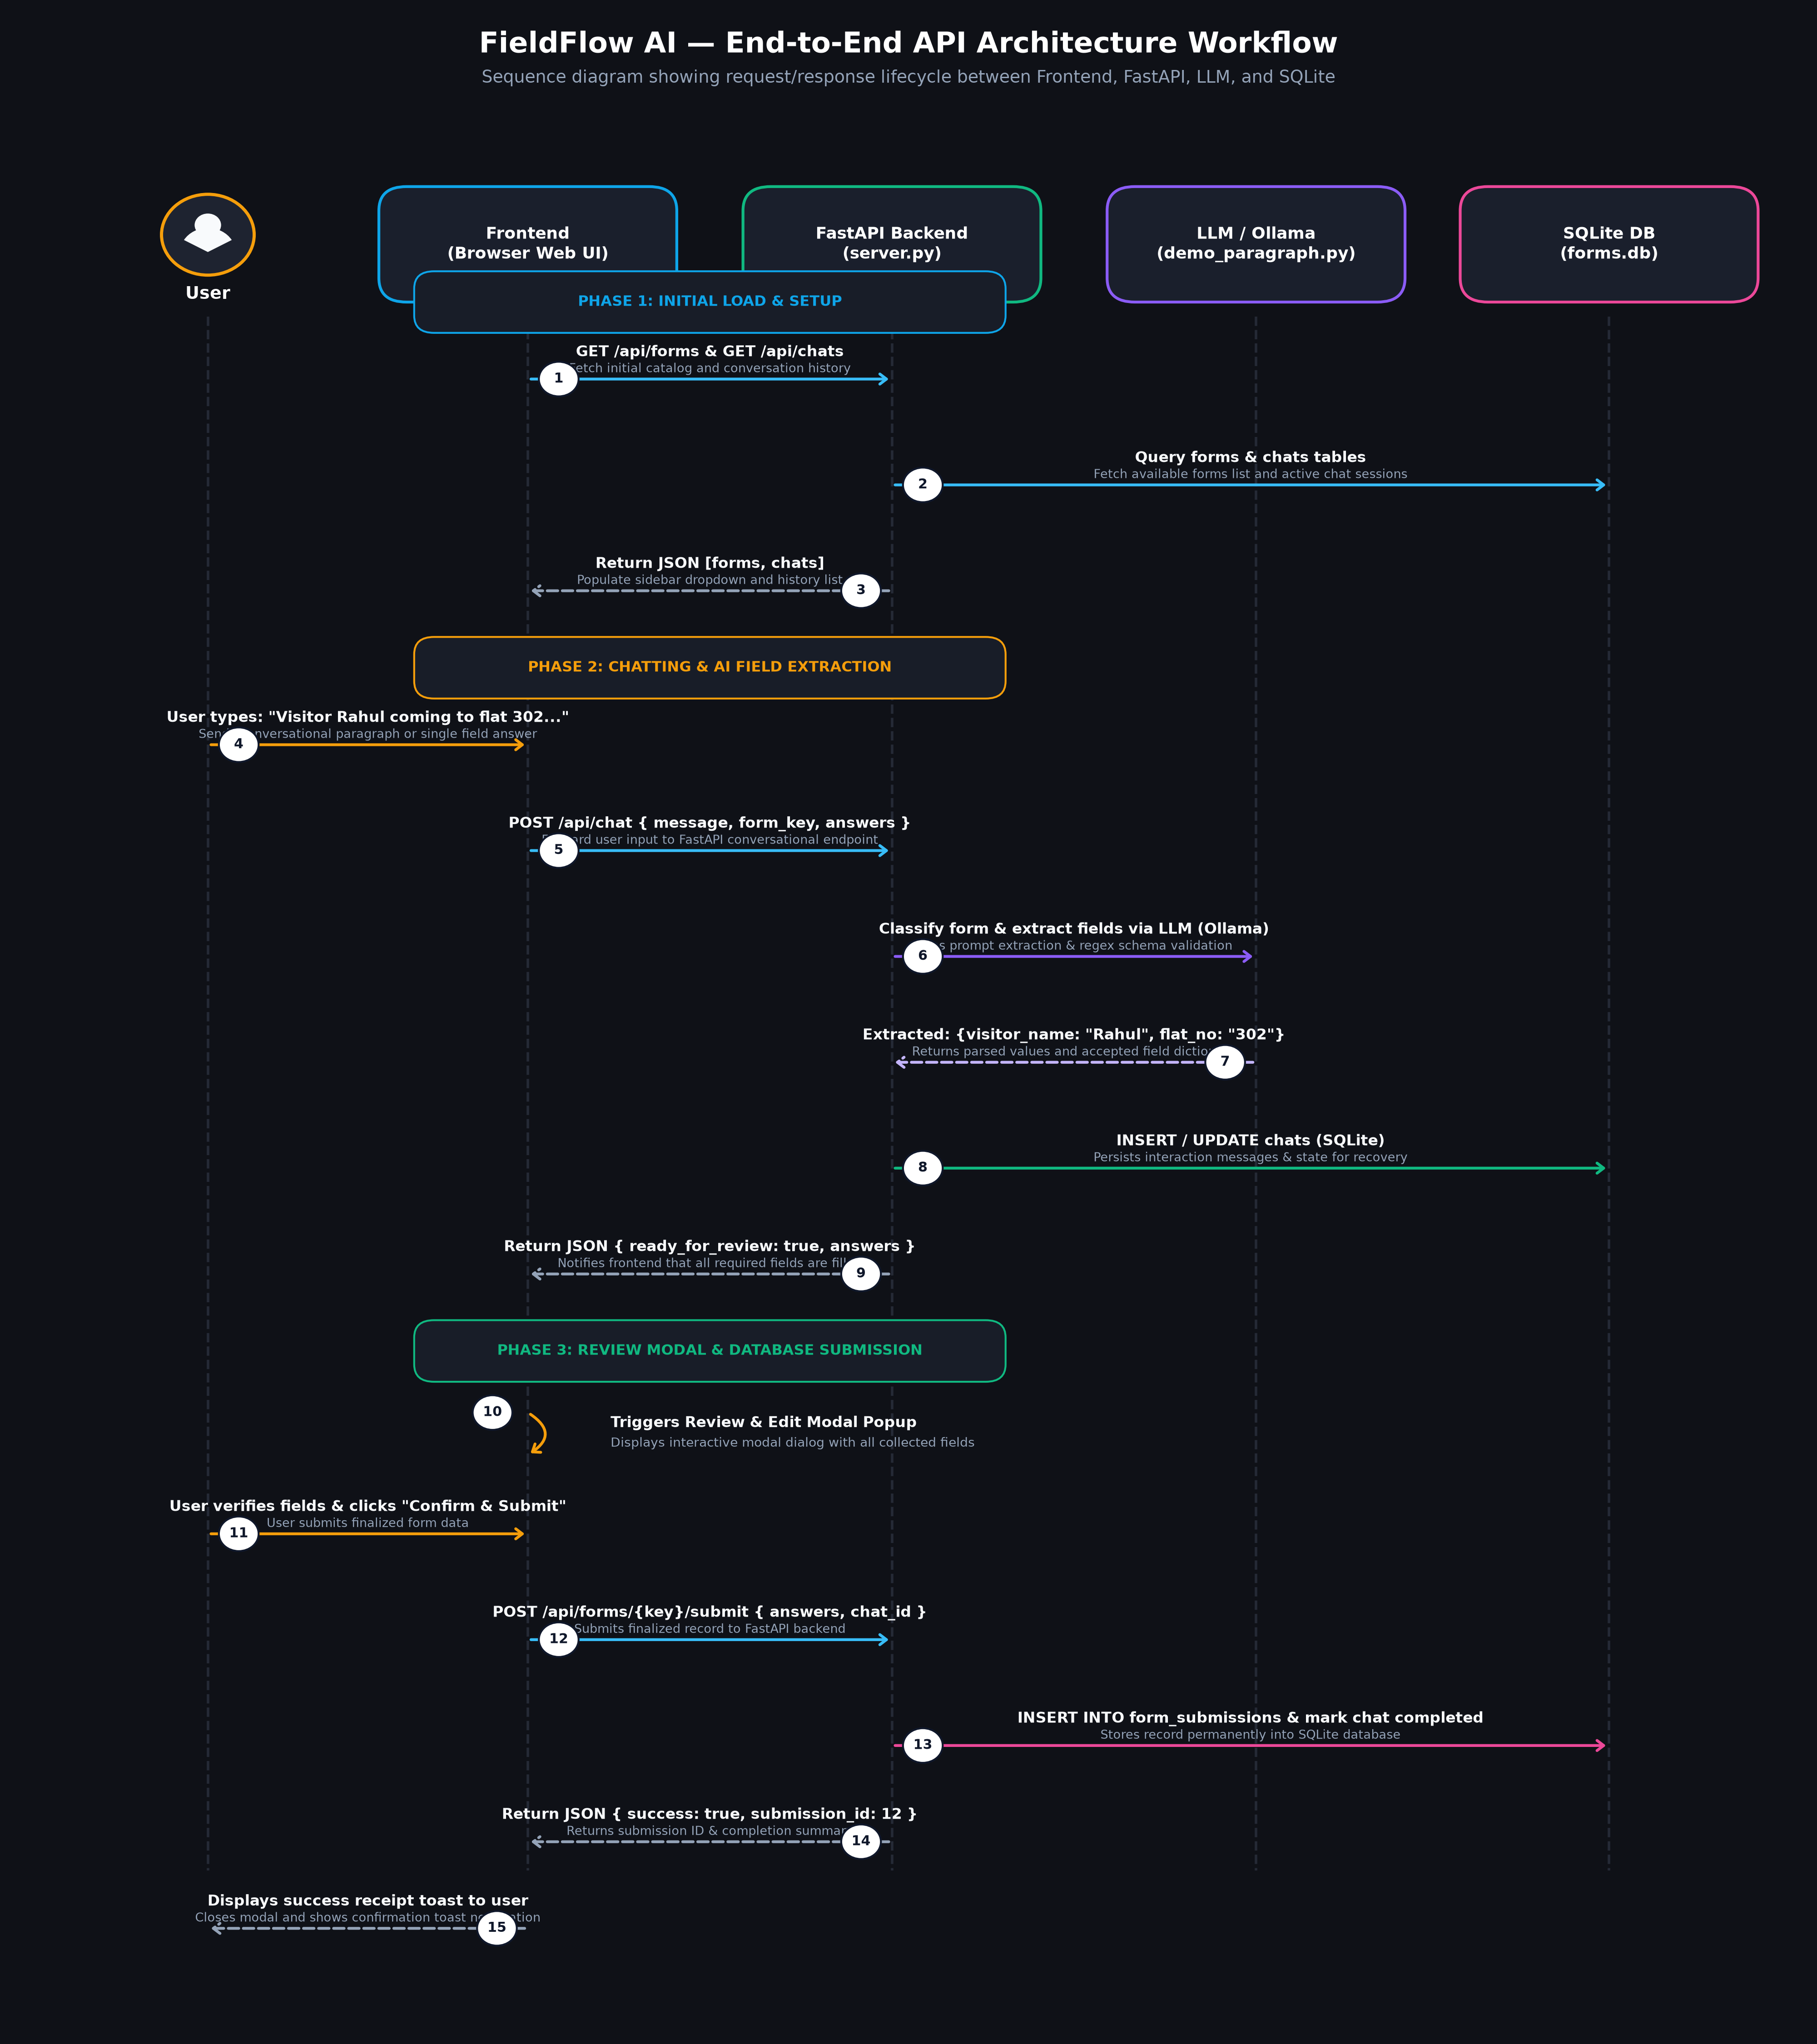 FieldFlow AI — End-to-End API Architecture Workflow
Sequence diagram showing request/response lifecycle between Frontend, FastAPI, LLM, and SQLite
User
Frontend
(Browser Web UI)
FastAPI Backend
(server.py)
LLM / Ollama
(demo_paragraph.py)
SQLite DB
(forms.db)
PHASE 1: INITIAL LOAD & SETUP
GET /api/forms & GET /api/chats
Fetch initial catalog and conversation history
1
Query forms & chats tables
Fetch available forms list and active chat sessions
2
Return JSON [forms, chats]
Populate sidebar dropdown and history list
3
PHASE 2: CHATTING & AI FIELD EXTRACTION
User types: "Visitor Rahul coming to flat 302..."
paragraph or single field answer
4
POST /api/chat { message, form_key, answers }
user input to FastAPI conversational endpoint
5
Classify form & extract fields via LLM (Ollama)
prompt extraction & regex schema validation
6
Extracted: {visitor_name: "Rahul", flat_no: "302"}
Returns parsed values and accepted field
7
INSERT / UPDATE chats (SQLite)
Persists interaction messages & state for recovery
8
Return JSON { ready_for_review: true, answers }
Notifies frontend that all required fields are
9
PHASE 3: REVIEW MODAL & DATABASE SUBMISSION
10
Triggers Review & Edit Modal Popup
Displays interactive modal dialog with all collected fields
User verifies fields & clicks "Confirm & Submit"
User submits finalized form data
11
POST /api/forms/{key}/submit { answers, chat_id }
Submits finalized record to FastAPI backend
12
INSERT INTO form_submissions & mark chat completed
Stores record permanently into SQLite database
13
Return JSON { success: true, submission_id: 12 }
Returns submission ID & completion summary
14
Displays success receipt toast to user
Closes modal and shows confirmation toast
15